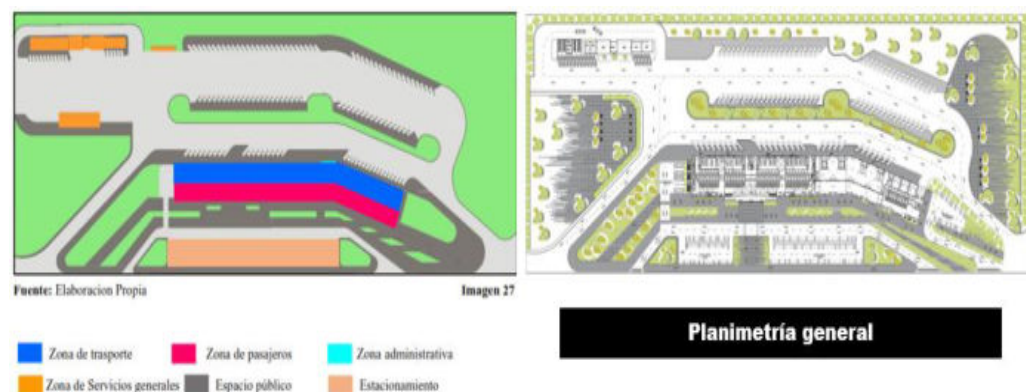 Fuente: Elaboracion Propia
Imagen 27
Planimetría general
Zona de trasporte
Zona de pasajeros
Zona administrativa
Zona de Servicios generales
Espacio público
Estacionamiento